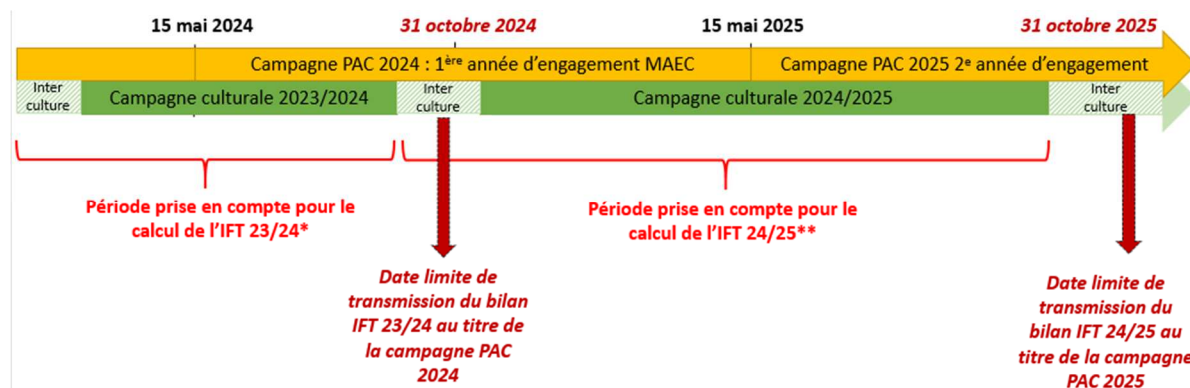 15 mai 2024
31 octobre 2024
15 mai 2025
31 octobre 2025
Campagne PAC 2024 : 1ère année d'engagement MAEC
Campagne PAC 2025 2e année d'engagement
Inter
culture
Campagne culturale 2023/2024
Inter
culture
Campagne culturale 2024/2025
Inter
culture
Période prise en compte pour le
calcul de l'IFT 23/24*
Période prise en compte pour le
calcul de l'IFT 24/25**
Date limite de
transmission du bilan
IFT 23/24 au titre de
la campagne PAC
2024
Date limite de
transmission du
bilan IFT 24/25 au
titre de la campagne
PAC 2025